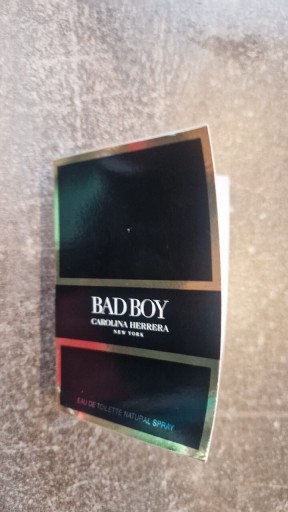 BAD BOY
CAROLINA HERRERA
NEW YORK
EAU DE TOILETTE NATURAL SPRAY